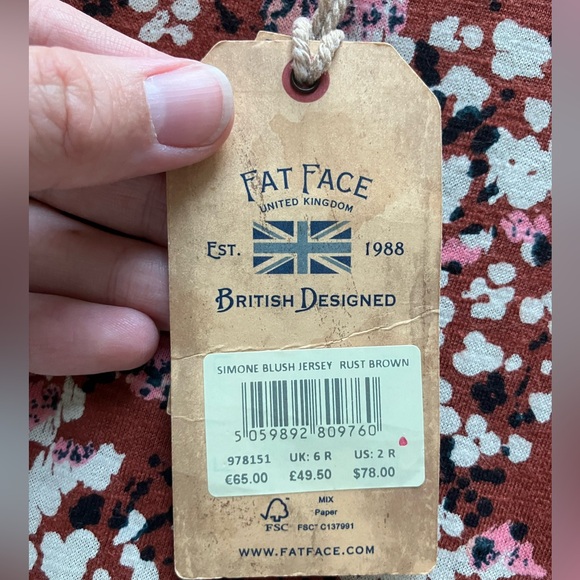 FAT FACE
UNITED KINGDOM
EST. 1988
BRITISH DESIGNED
SIMONE BLUSH JERSEY RUST BROWN
5 059892 809760
978151 UK: 6 R US: 2 R
€65.00 £49.50 $78.00
FSC
MIX
Paper
FSC™ C137991
WWW.FATFACE.COM